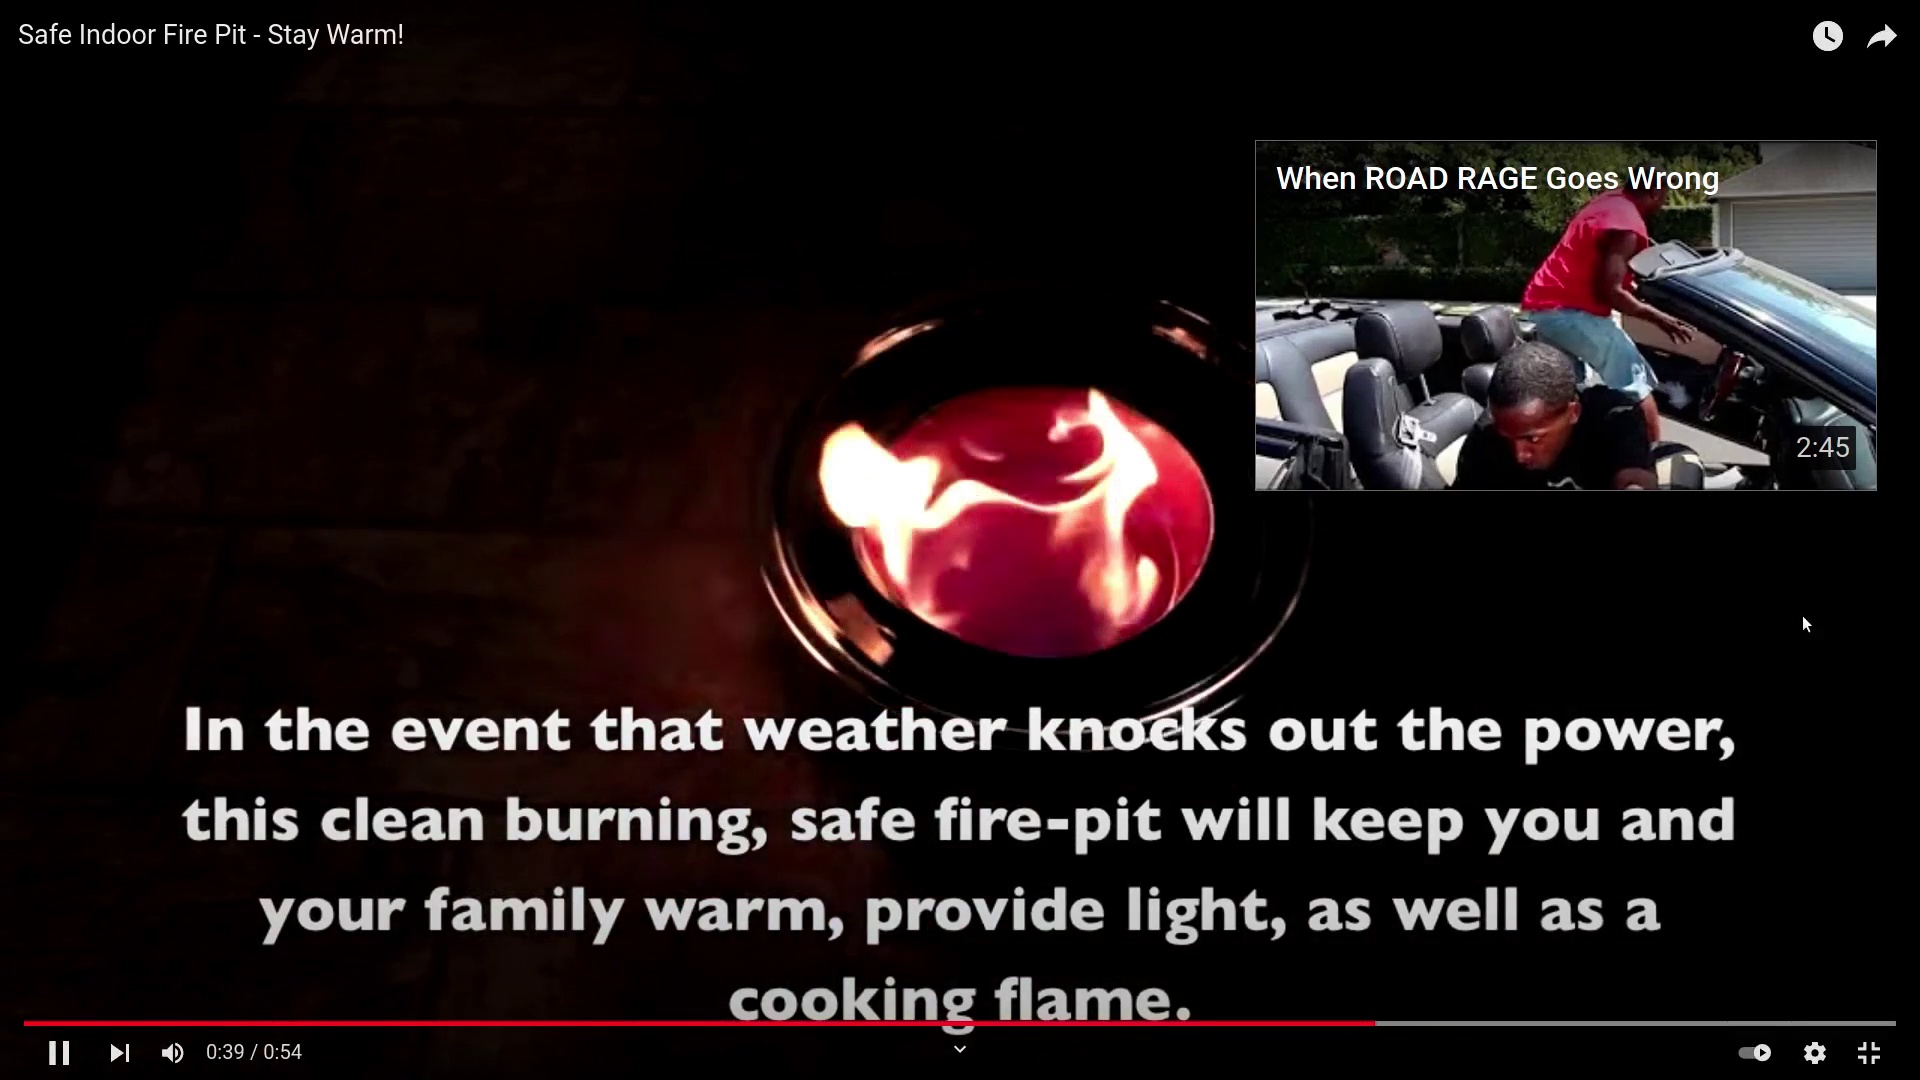 Safe Indoor Fire Pit - Stay Warm!
When ROAD RAGE Goes Wrong
2:45
In the event that weather knocks out the power,
this clean burning, safe fire-pit will keep you and
your family warm, provide light, as well as a
cooking flame.
0:39 / 0:54